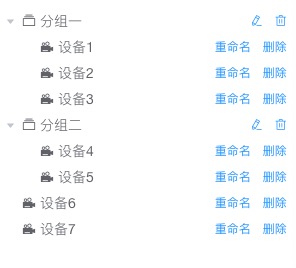 分组一
设备1 重命名 删除
设备2 重命名 删除
设备3 重命名 删除
分组二
设备4 重命名 删除
设备5 重命名 删除
设备6 重命名 删除
设备7 重命名 删除